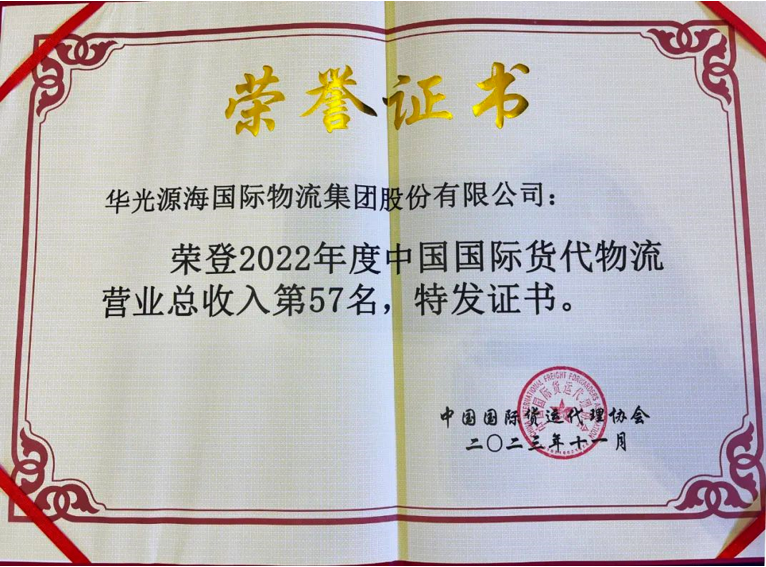 荣誉证书
华光源海国际物流集团股份有限公司：
荣登2022年度中国国际货代物流
营业总收入第57名，特发证书。
中国国际货运代理协会
二〇二三年十一月